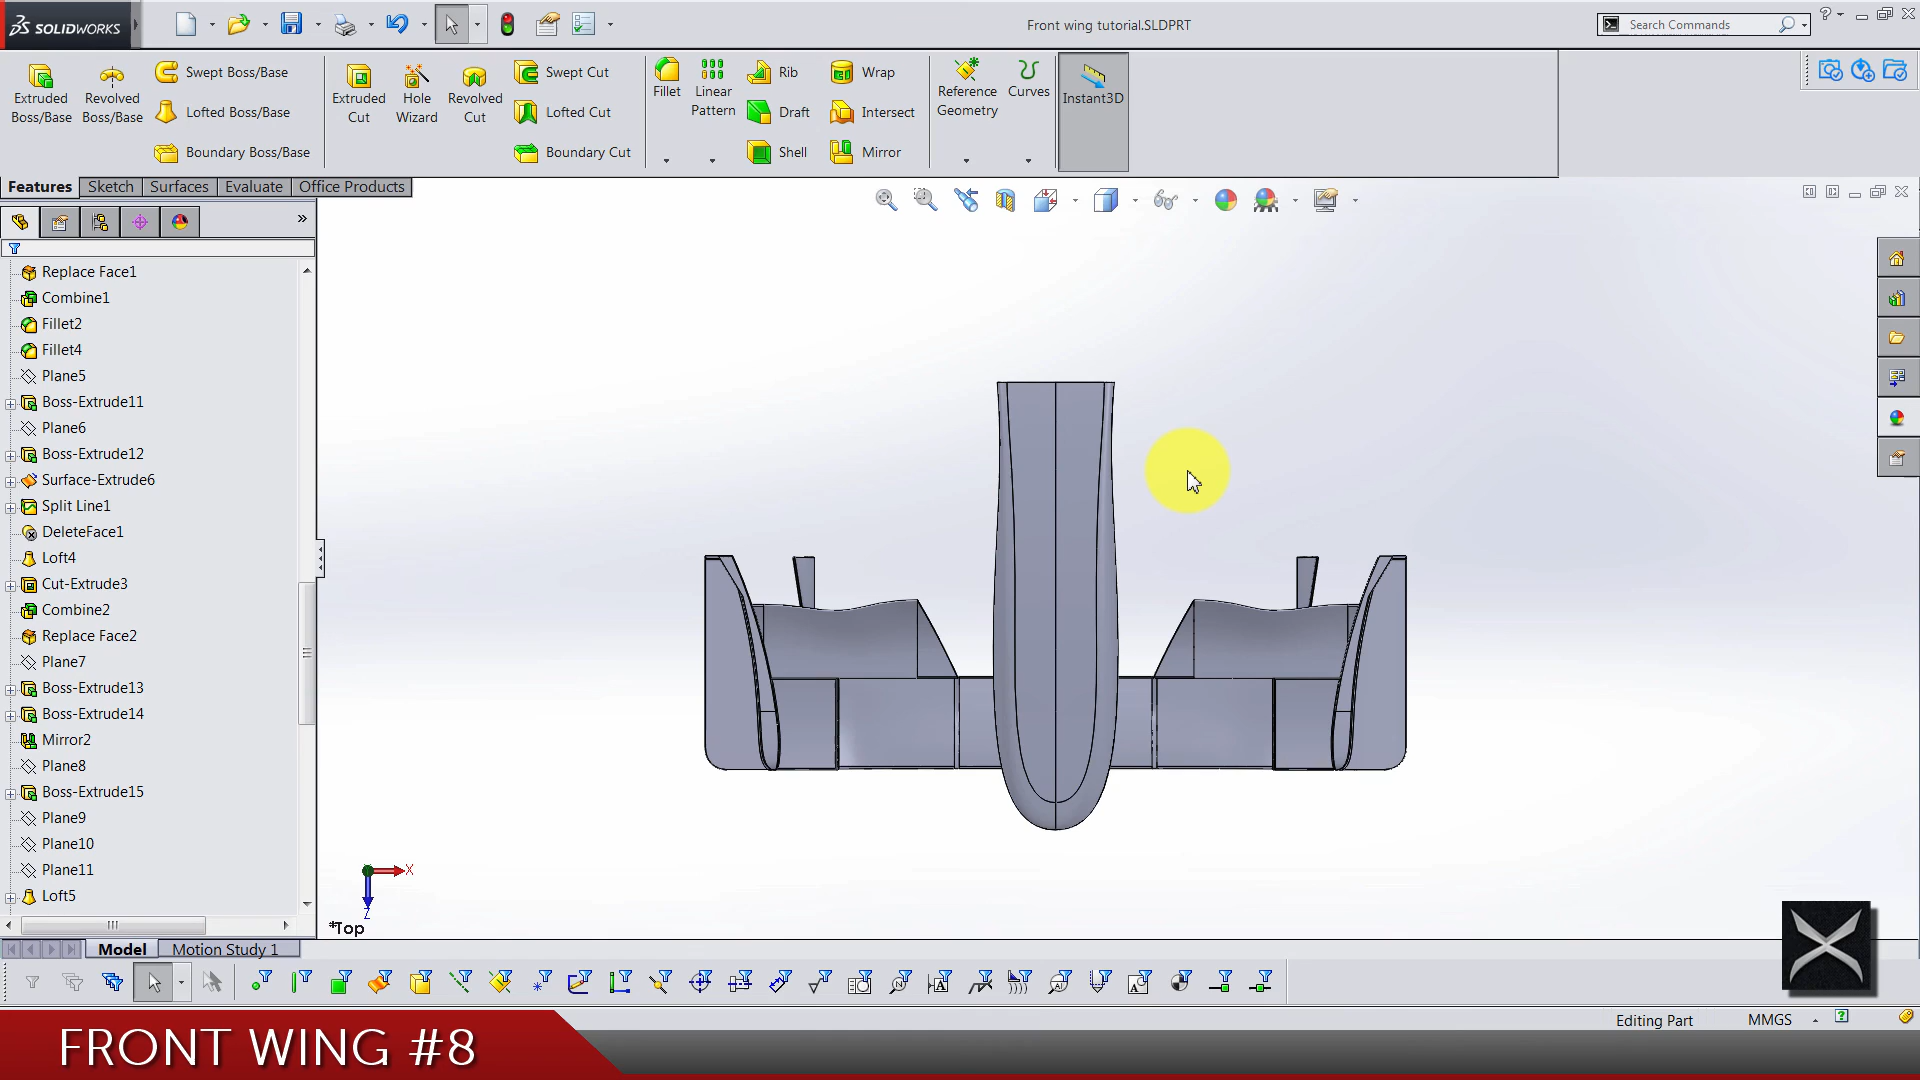 SOLIDWORKS
Front wing tutorial.SLDPRT
Search Commands
Extruded Boss/Base
Revolved Boss/Base
Swept Boss/Base
Lofted Boss/Base
Boundary Boss/Base
Extruded Cut
Hole Wizard
Revolved Cut
Swept Cut
Lofted Cut
Boundary Cut
Fillet
Linear Pattern
Rib
Draft
Shell
Wrap
Intersect
Mirror
Reference Geometry
Curves
Instant3D
Features
Sketch
Surfaces
Evaluate
Office Products
Replace Face1
Combine1
Fillet2
Fillet4
Plane5
Boss-Extrude11
Plane6
Boss-Extrude12
Surface-Extrude6
Split Line1
DeleteFace1
Loft4
Cut-Extrude3
Combine2
Replace Face2
Plane7
Boss-Extrude13
Boss-Extrude14
Mirror2
Plane8
Boss-Extrude15
Plane9
Plane10
Plane11
Loft5
X
Z
*Top
Model
Motion Study 1
Editing Part
MMGS
FRONT WING #8